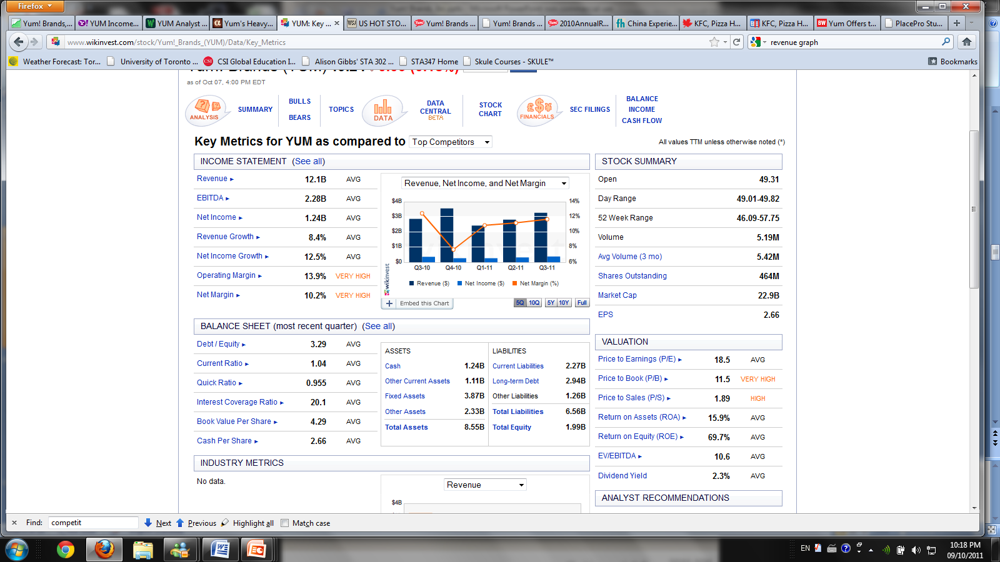 Firefox
Yum! Brands,...
YUM Income...
YUM Analyst ...
Yum's Heavy...
YUM: Key ...
US HOT STO...
Yum! Brands ...
Yum! Brands ...
2010AnnualR...
China Experie...
KFC, Pizza H...
KFC, Pizza H...
Yum Offers t...
PlacePro Stu...
www.wikinvest.com/stock/Yum!_Brands_(YUM)/Data/Key_Metrics
revenue graph
Weather Forecast: Tor...
University of Toronto ...
CSI Global Education I...
Alison Gibbs' STA 302 ...
STA347 Home
Skule Courses - SKULE™
Bookmarks
as of Oct 07, 4:00 PM EDT
ANALYSIS
SUMMARY
BULLS
BEARS
TOPICS
DATA
DATA
CENTRAL
BETA
STOCK
CHART
FINANCIALS
SEC FILINGS
BALANCE
INCOME
CASH FLOW
Key Metrics for YUM as compared to Top Competitors
All values TTM unless otherwise noted (*)
INCOME STATEMENT (See all)
Revenue 12.1B AVG
EBITDA 2.28B AVG
Net Income 1.24B AVG
Revenue Growth 8.4% AVG
Net Income Growth 12.5% AVG
Operating Margin 13.9% VERY HIGH
Net Margin 10.2% VERY HIGH
Revenue, Net Income, and Net Margin
$4B
$3B
$2B
$1B
$0
14%
12%
10%
8%
6%
Q3-10 Q4-10 Q1-11 Q2-11 Q3-11
Revenue ($) Net Income ($) Net Margin (%)
wikinvest
Embed this Chart
5Q 10Q 5Y 10Y Full
STOCK SUMMARY
Open 49.31
Day Range 49.01-49.82
52 Week Range 46.09-57.75
Volume 5.19M
Avg Volume (3 mo) 5.42M
Shares Outstanding 464M
Market Cap 22.9B
EPS 2.66
BALANCE SHEET (most recent quarter) (See all)
Debt / Equity 3.29 AVG
Current Ratio 1.04 AVG
Quick Ratio 0.955 AVG
Interest Coverage Ratio 20.1 AVG
Book Value Per Share 4.29 AVG
Cash Per Share 2.66 AVG
ASSETS
Cash 1.24B
Other Current Assets 1.11B
Fixed Assets 3.87B
Other Assets 2.33B
Total Assets 8.55B
LIABILITIES
Current Liabilities 2.27B
Long-term Debt 2.94B
Other Liabilities 1.26B
Total Liabilities 6.56B
Total Equity 1.99B
VALUATION
Price to Earnings (P/E) 18.5 AVG
Price to Book (P/B) 11.5 VERY HIGH
Price to Sales (P/S) 1.89 HIGH
Return on Assets (ROA) 15.9% AVG
Return on Equity (ROE) 69.7% AVG
EV/EBITDA 10.6 AVG
Dividend Yield 2.3% AVG
INDUSTRY METRICS
No data.
Revenue
$4B
ANALYST RECOMMENDATIONS
Find: competit
Next
Previous
Highlight all
Match case
EN
10:18 PM
09/10/2011